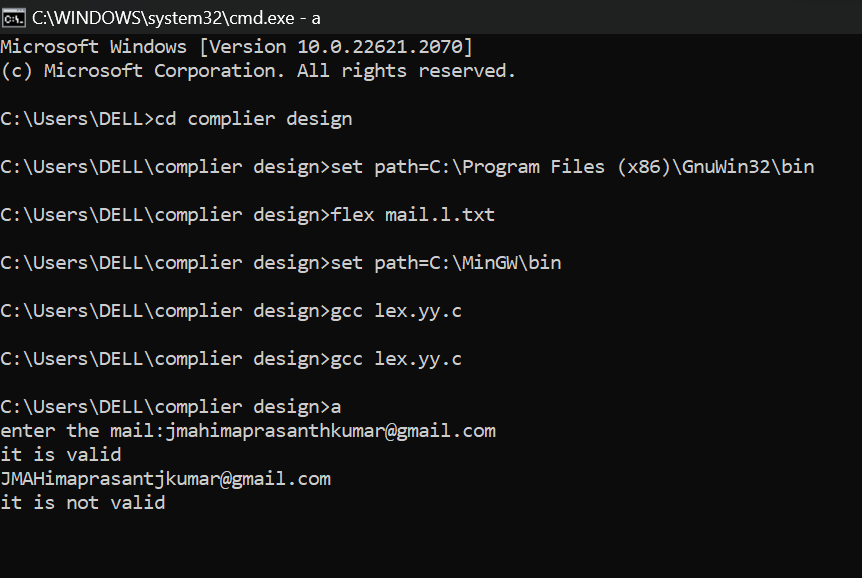 C:\WINDOWS\system32\cmd.exe - a
Microsoft Windows [Version 10.0.22621.2070]
(c) Microsoft Corporation. All rights reserved.
C:\Users\DELL>cd complier design
C:\Users\DELL\complier design>set path=C:\Program Files (x86)\GnuWin32\bin
C:\Users\DELL\complier design>flex mail.l.txt
C:\Users\DELL\complier design>set path=C:\MinGW\bin
C:\Users\DELL\complier design>gcc lex.yy.c
C:\Users\DELL\complier design>gcc lex.yy.c
C:\Users\DELL\complier design>a
enter the mail:jmahimaprasanthkumar@gmail.com
it is valid
JMAHimaprasantjkumar@gmail.com
it is not valid